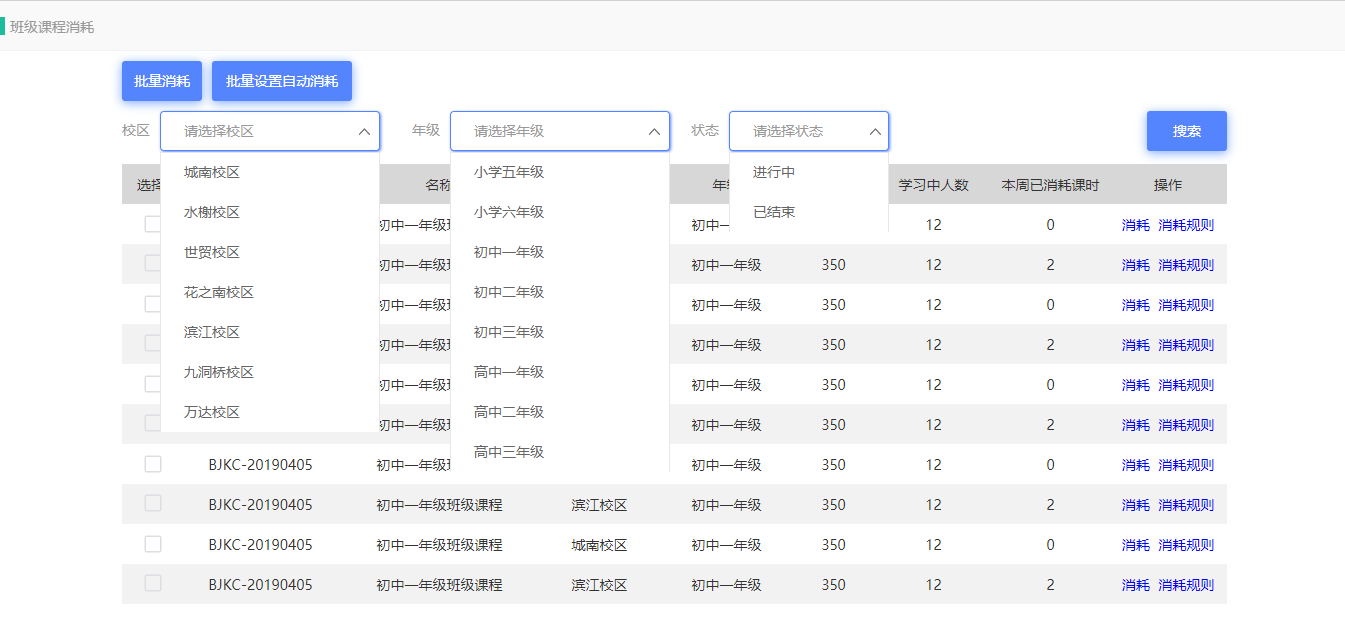 班级课程消耗
批量消耗 批量设置自动消耗
校区 请选择校区 年级 请选择年级 状态 请选择状态 搜索
城南校区 小学五年级 进行中
选择 名称 年级 学习中人数 本周已消耗课时 操作
水榭校区 小学六年级 已结束
初中一年级班 初中一 12 0 消耗 消耗规则
世贸校区 初中一年级
初中一年级班 初中一年级 350 12 2 消耗 消耗规则
花之南校区 初中二年级
初中一年级班 初中一年级 350 12 0 消耗 消耗规则
滨江校区 初中三年级
初中一年级班 初中一年级 350 12 2 消耗 消耗规则
九洞桥校区 高中一年级
初中一年级班 初中一年级 350 12 0 消耗 消耗规则
万达校区 高中二年级
初中一年级班 初中一年级 350 12 2 消耗 消耗规则
高中三年级
BJKC-20190405 初中一年级班 初中一年级 350 12 0 消耗 消耗规则
BJKC-20190405 初中一年级班级课程 滨江校区 初中一年级 350 12 2 消耗 消耗规则
BJKC-20190405 初中一年级班级课程 城南校区 初中一年级 350 12 0 消耗 消耗规则
BJKC-20190405 初中一年级班级课程 滨江校区 初中一年级 350 12 2 消耗 消耗规则